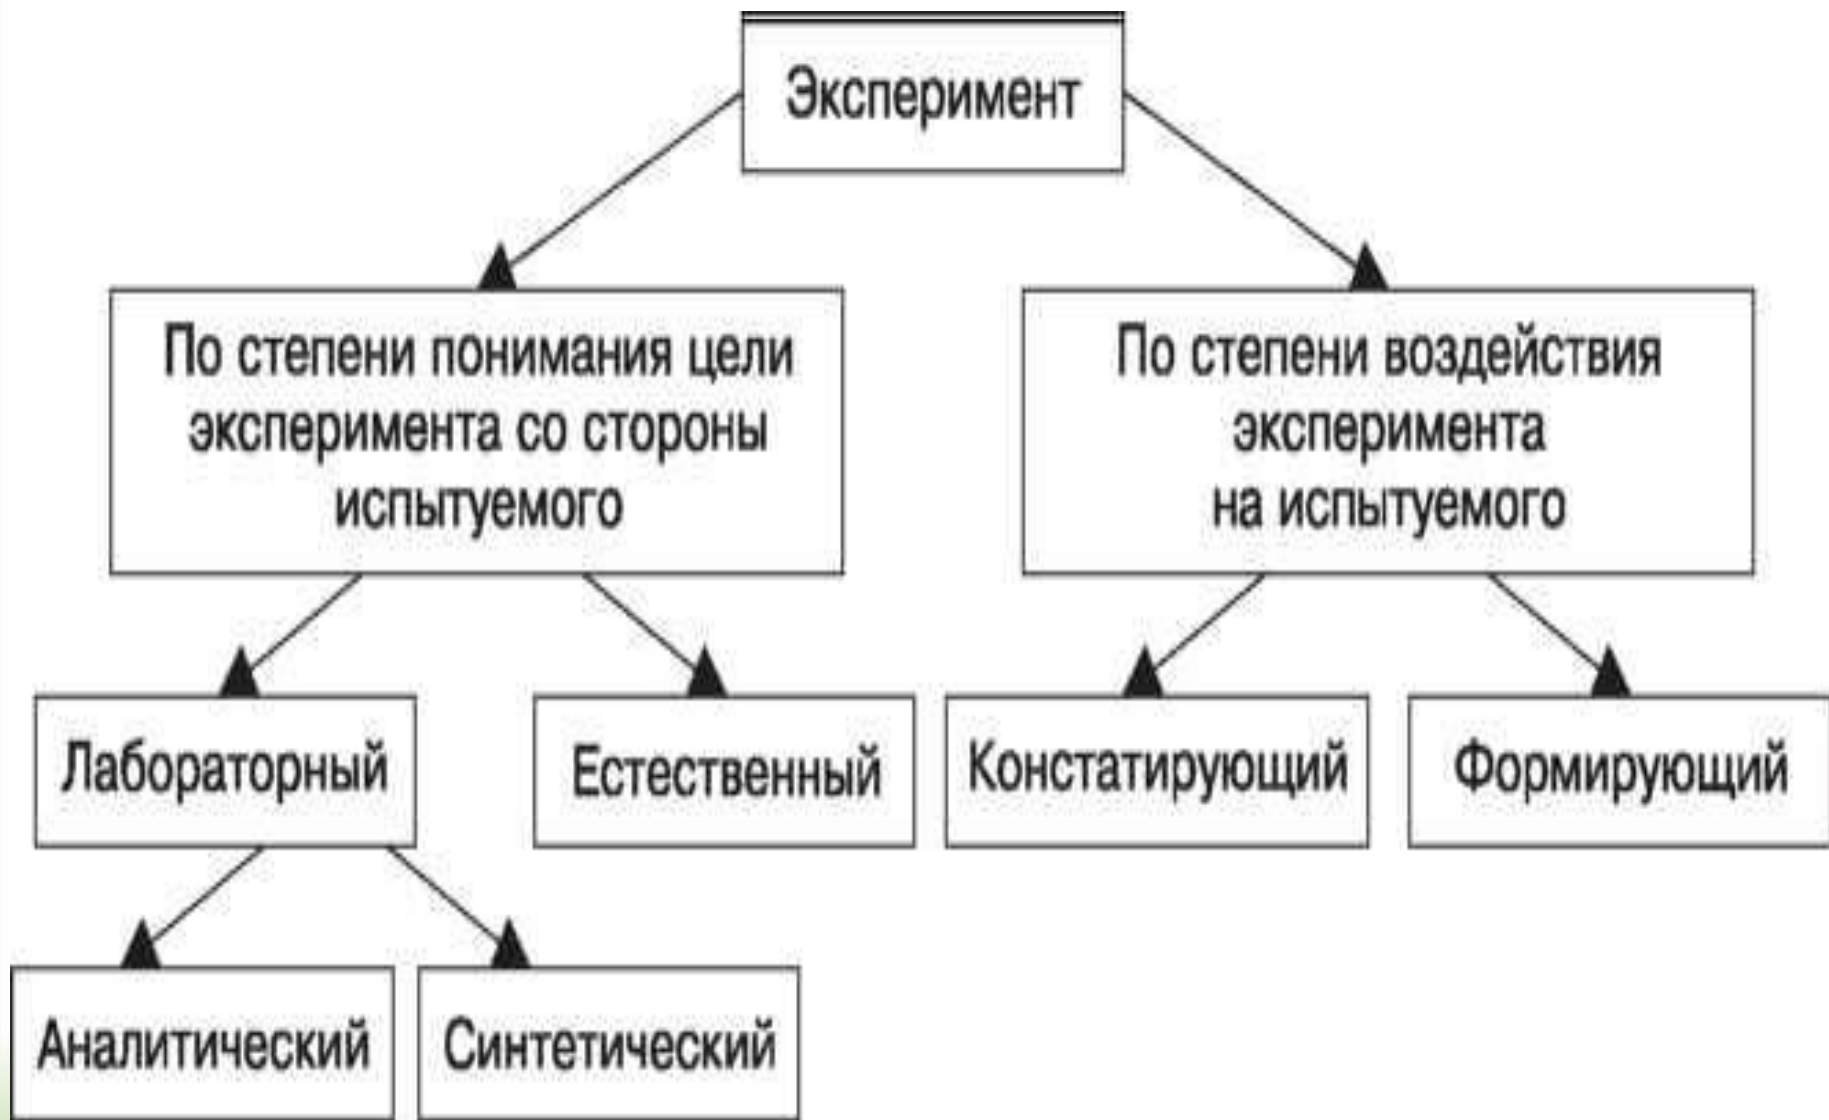 Эксперимент
По степени понимания цели
эксперимента со стороны
испытуемого
По степени воздействия
эксперимента
на испытуемого
Лабораторный
Естественный
Констатирующий
Формирующий
Аналитический
Синтетический